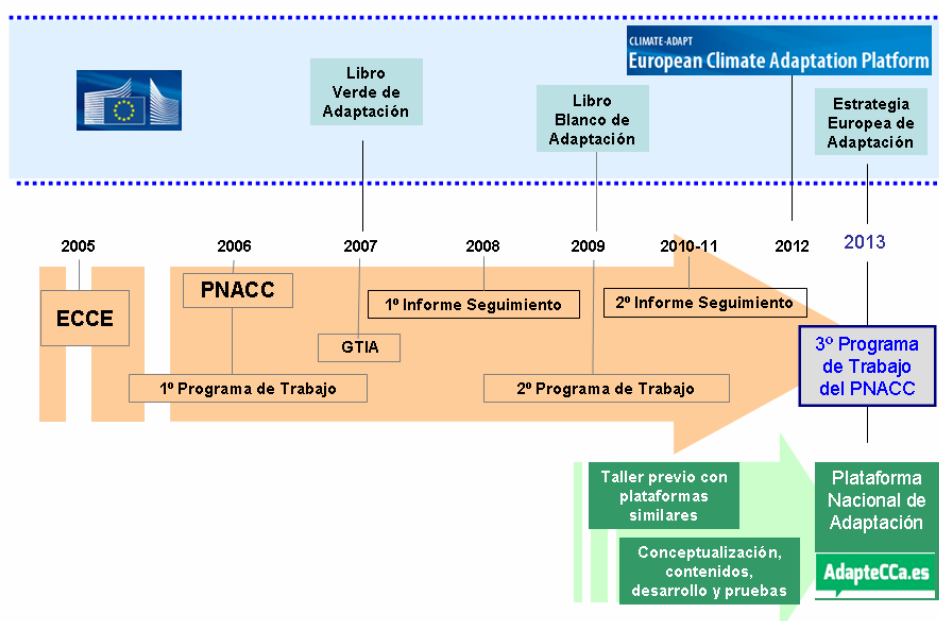 CLIMATE-ADAPT
European Climate Adaptation Platform
Libro
Verde de
Adaptación
Libro
Blanco de
Adaptación
Estrategia
Europea de
Adaptación
2005
2006
2007
2008
2009
2010-11
2012
2013
ECCE
PNACC
1º Informe Seguimiento
2º Informe Seguimiento
GTIA
1º Programa de Trabajo
2º Programa de Trabajo
3º Programa
de Trabajo
del PNACC
Taller previo con
plataformas
similares
Conceptualización,
contenidos,
desarrollo y pruebas
Plataforma
Nacional de
Adaptación
AdapteCCa.es